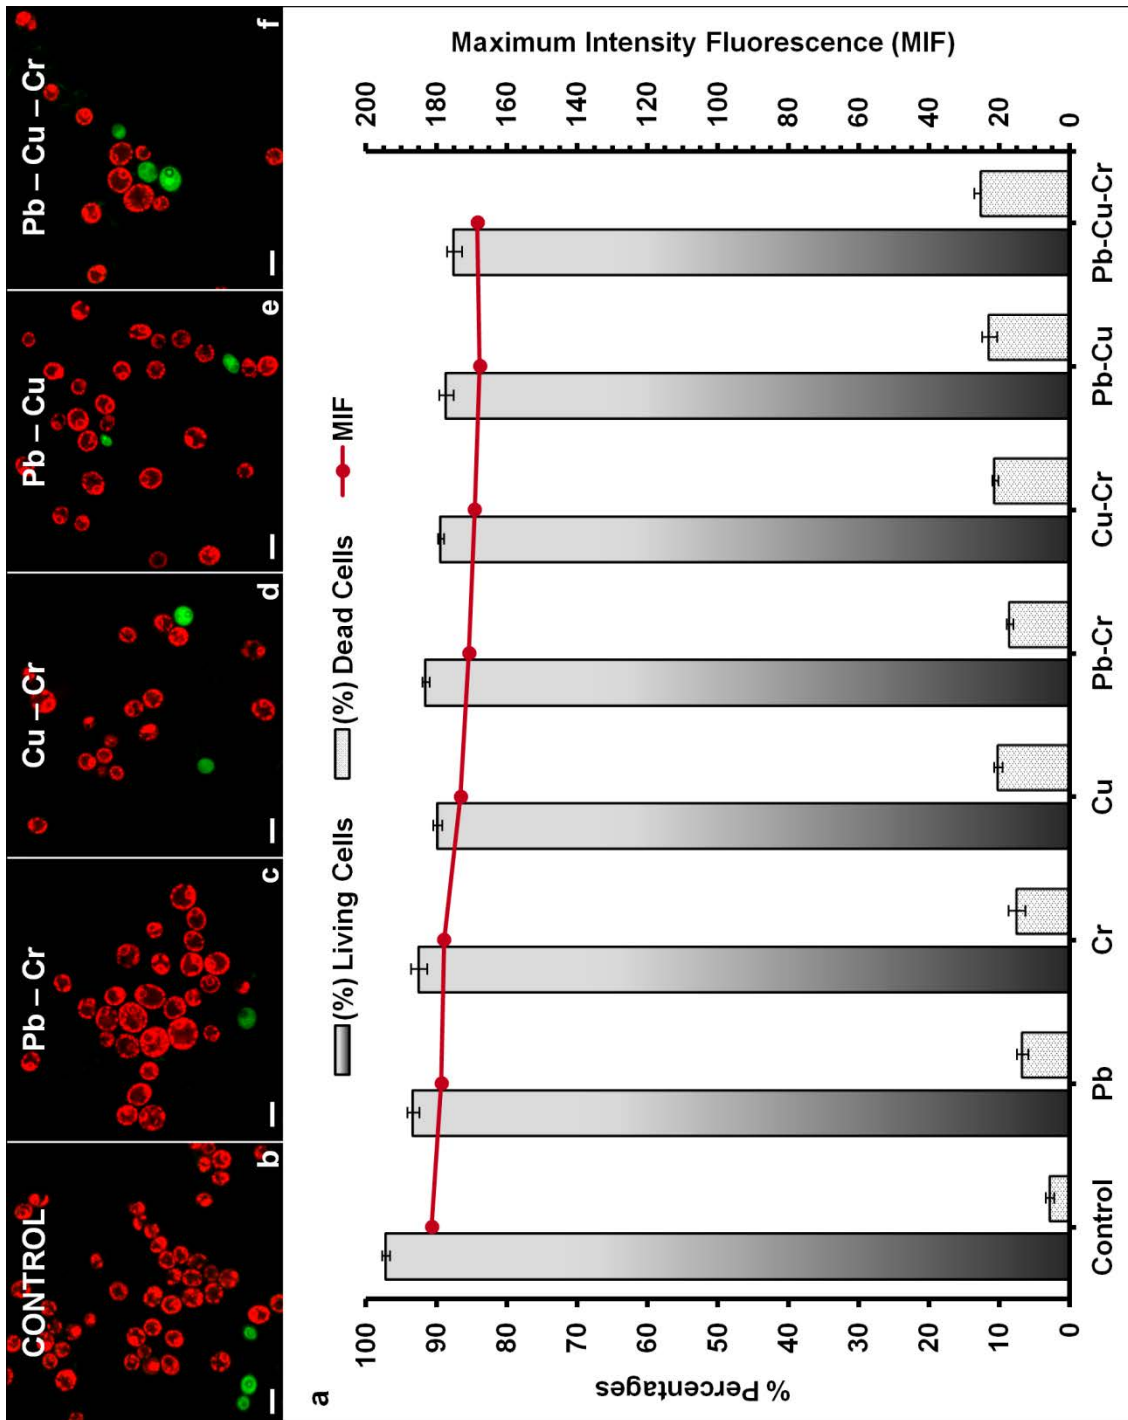 CONTROL
b
Pb – Cr
c
Cu – Cr
d
Pb – Cu
e
Pb – Cu – Cr
f
a
(%) Living Cells
(%) Dead Cells
MIF
% Percentages
100
90
80
70
60
50
40
30
20
10
0
Maximum Intensity Fluorescence (MIF)
200
180
160
140
120
100
80
60
40
20
0
Control
Pb
Cr
Cu
Pb-Cr
Cu-Cr
Pb-Cu
Pb-Cu-Cr